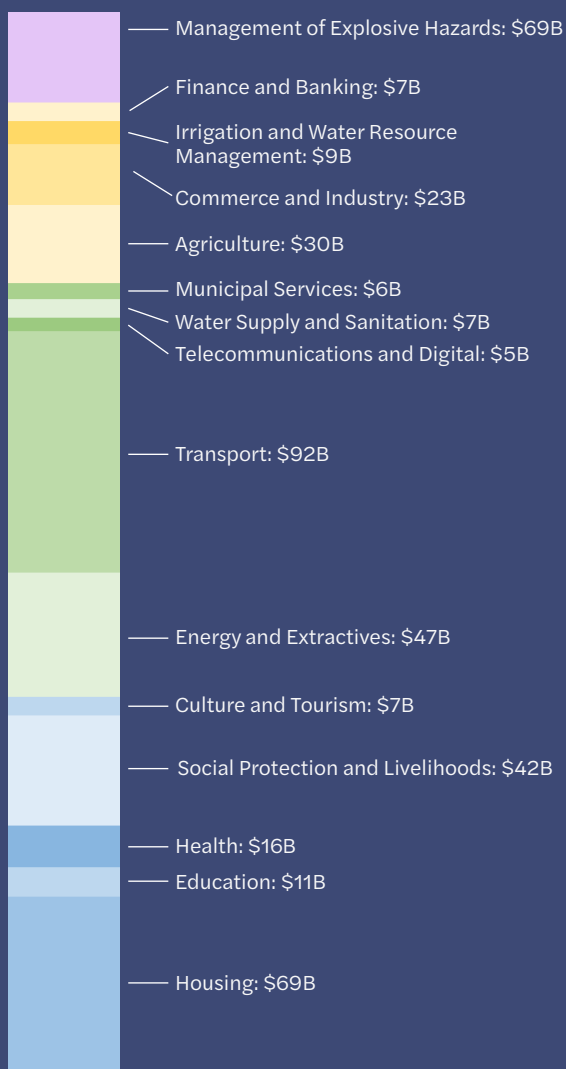 Management of Explosive Hazards: $69B
Finance and Banking: $7B
Irrigation and Water Resource
Management: $9B
Commerce and Industry: $23B
Agriculture: $30B
Municipal Services: $6B
Water Supply and Sanitation: $7B
Telecommunications and Digital: $5B
Transport: $92B
Energy and Extractives: $47B
Culture and Tourism: $7B
Social Protection and Livelihoods: $42B
Health: $16B
Education: $11B
Housing: $69B